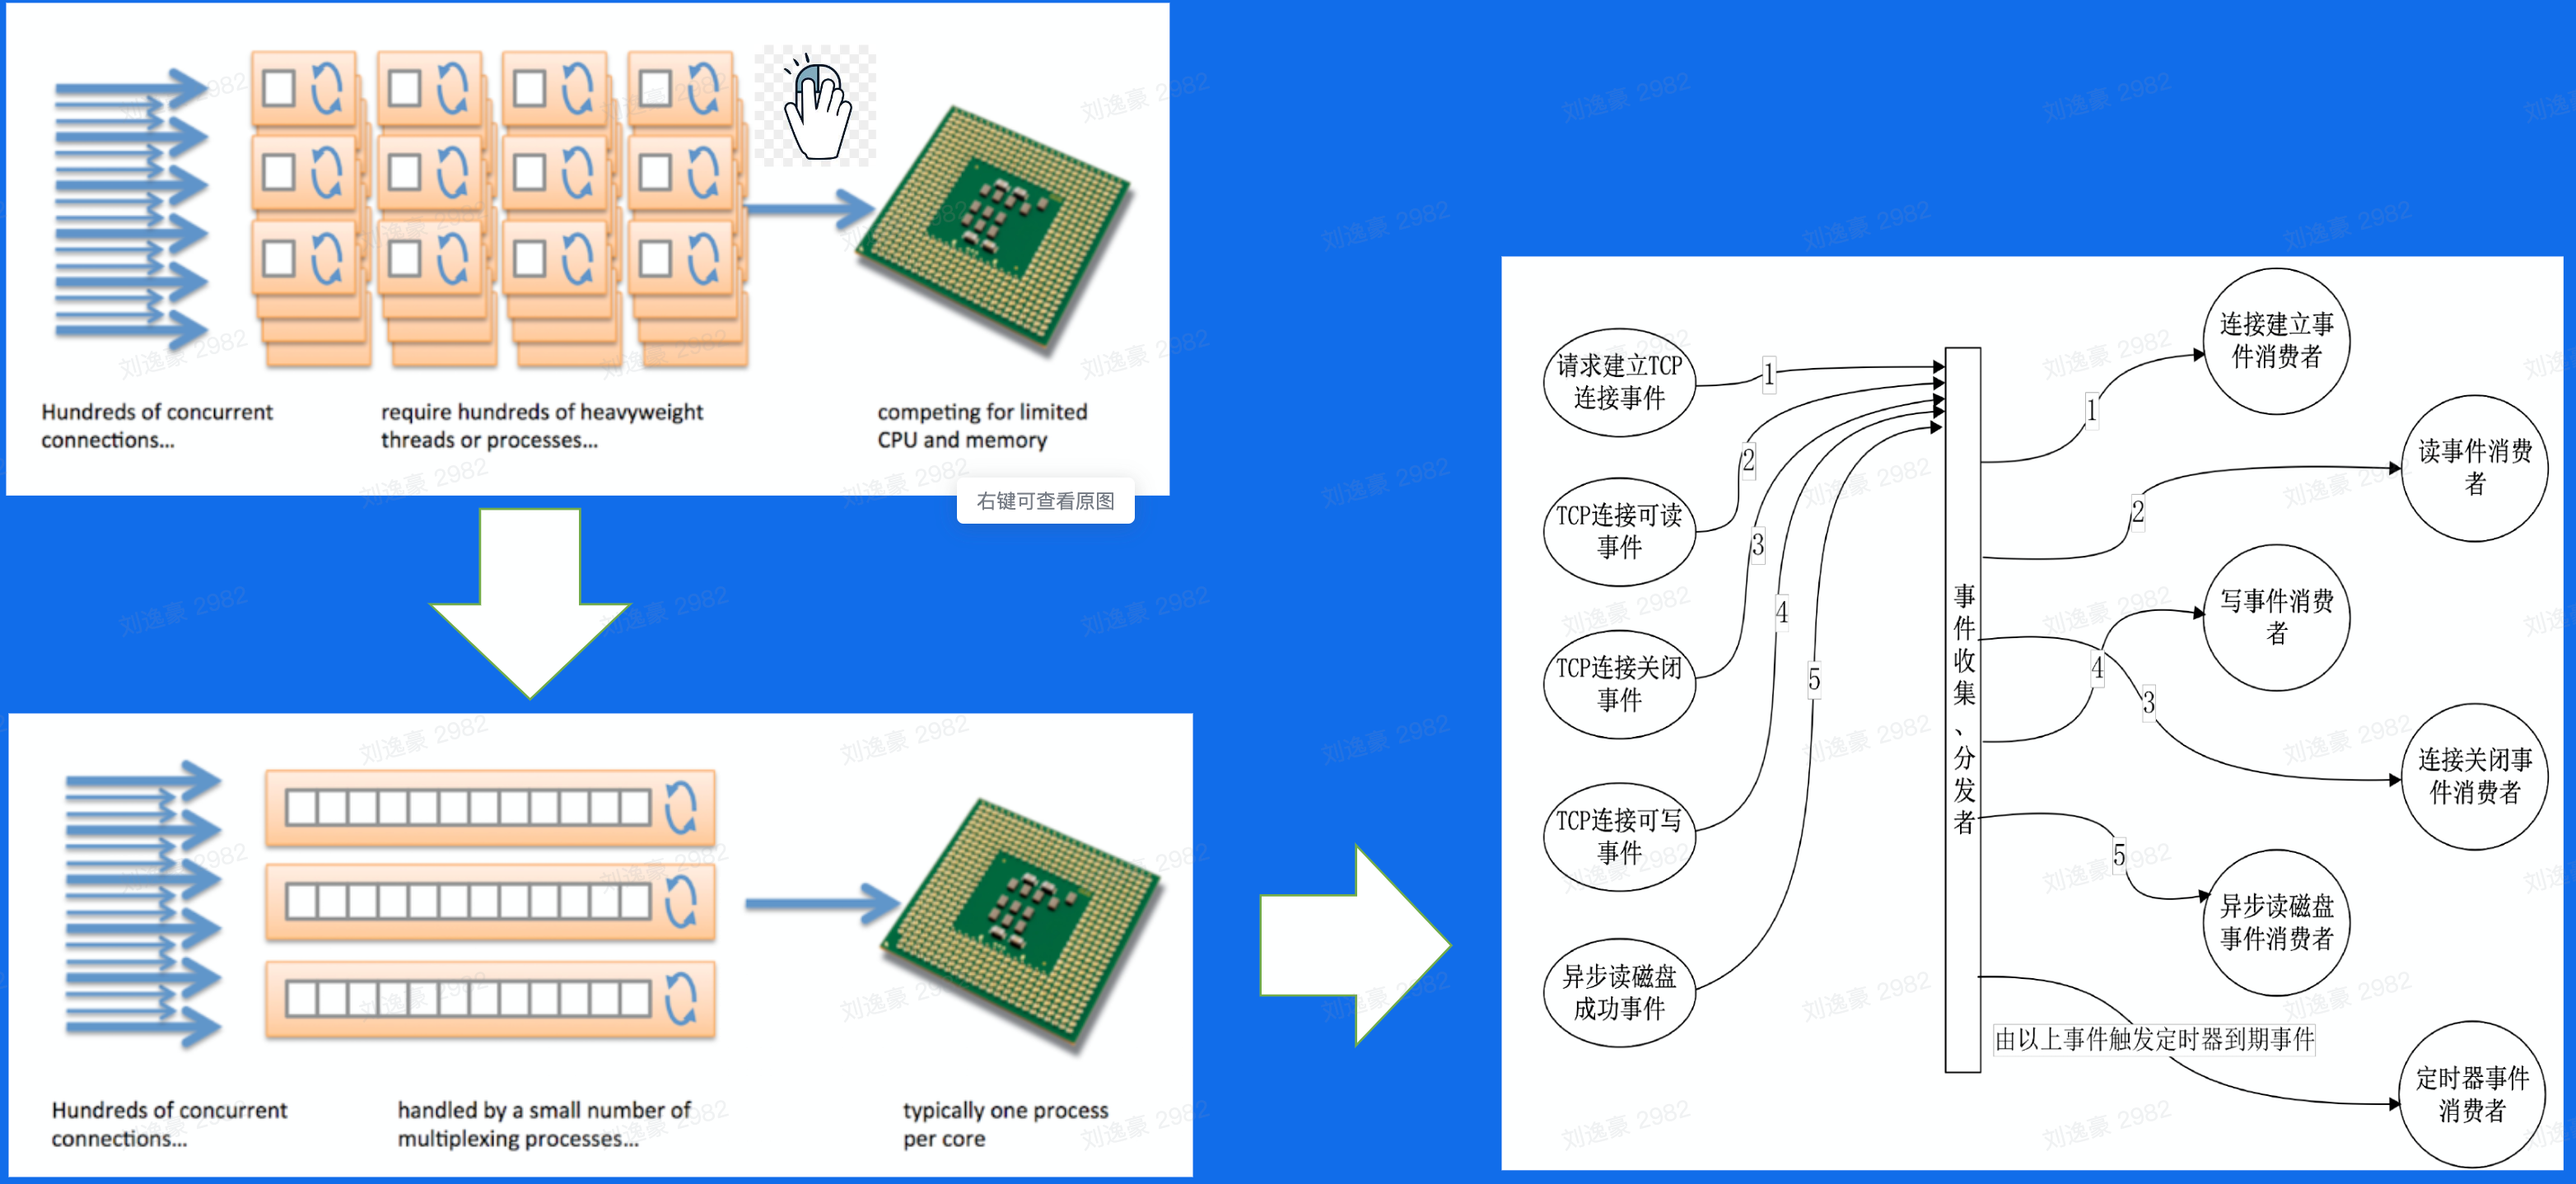 Hundreds of concurrent
connections...
require hundreds of heavyweight
threads or processes...
competing for limited
CPU and memory
右键可查看原图
Hundreds of concurrent
connections...
handled by a small number of
multiplexing processes...
typically one process
per core
请求建立TCP
连接事件
TCP连接可读
事件
TCP连接关闭
事件
TCP连接可写
事件
异步读磁盘
成功事件
1
2
3
4
5
事件收集、分发者
1
2
4
3
5
由以上事件触发定时器到期事件
连接建立事
件消费者
读事件消费
者
写事件消费
者
连接关闭事
件消费者
异步读磁盘
事件消费者
定时器事件
消费者
刘逸豪 2982